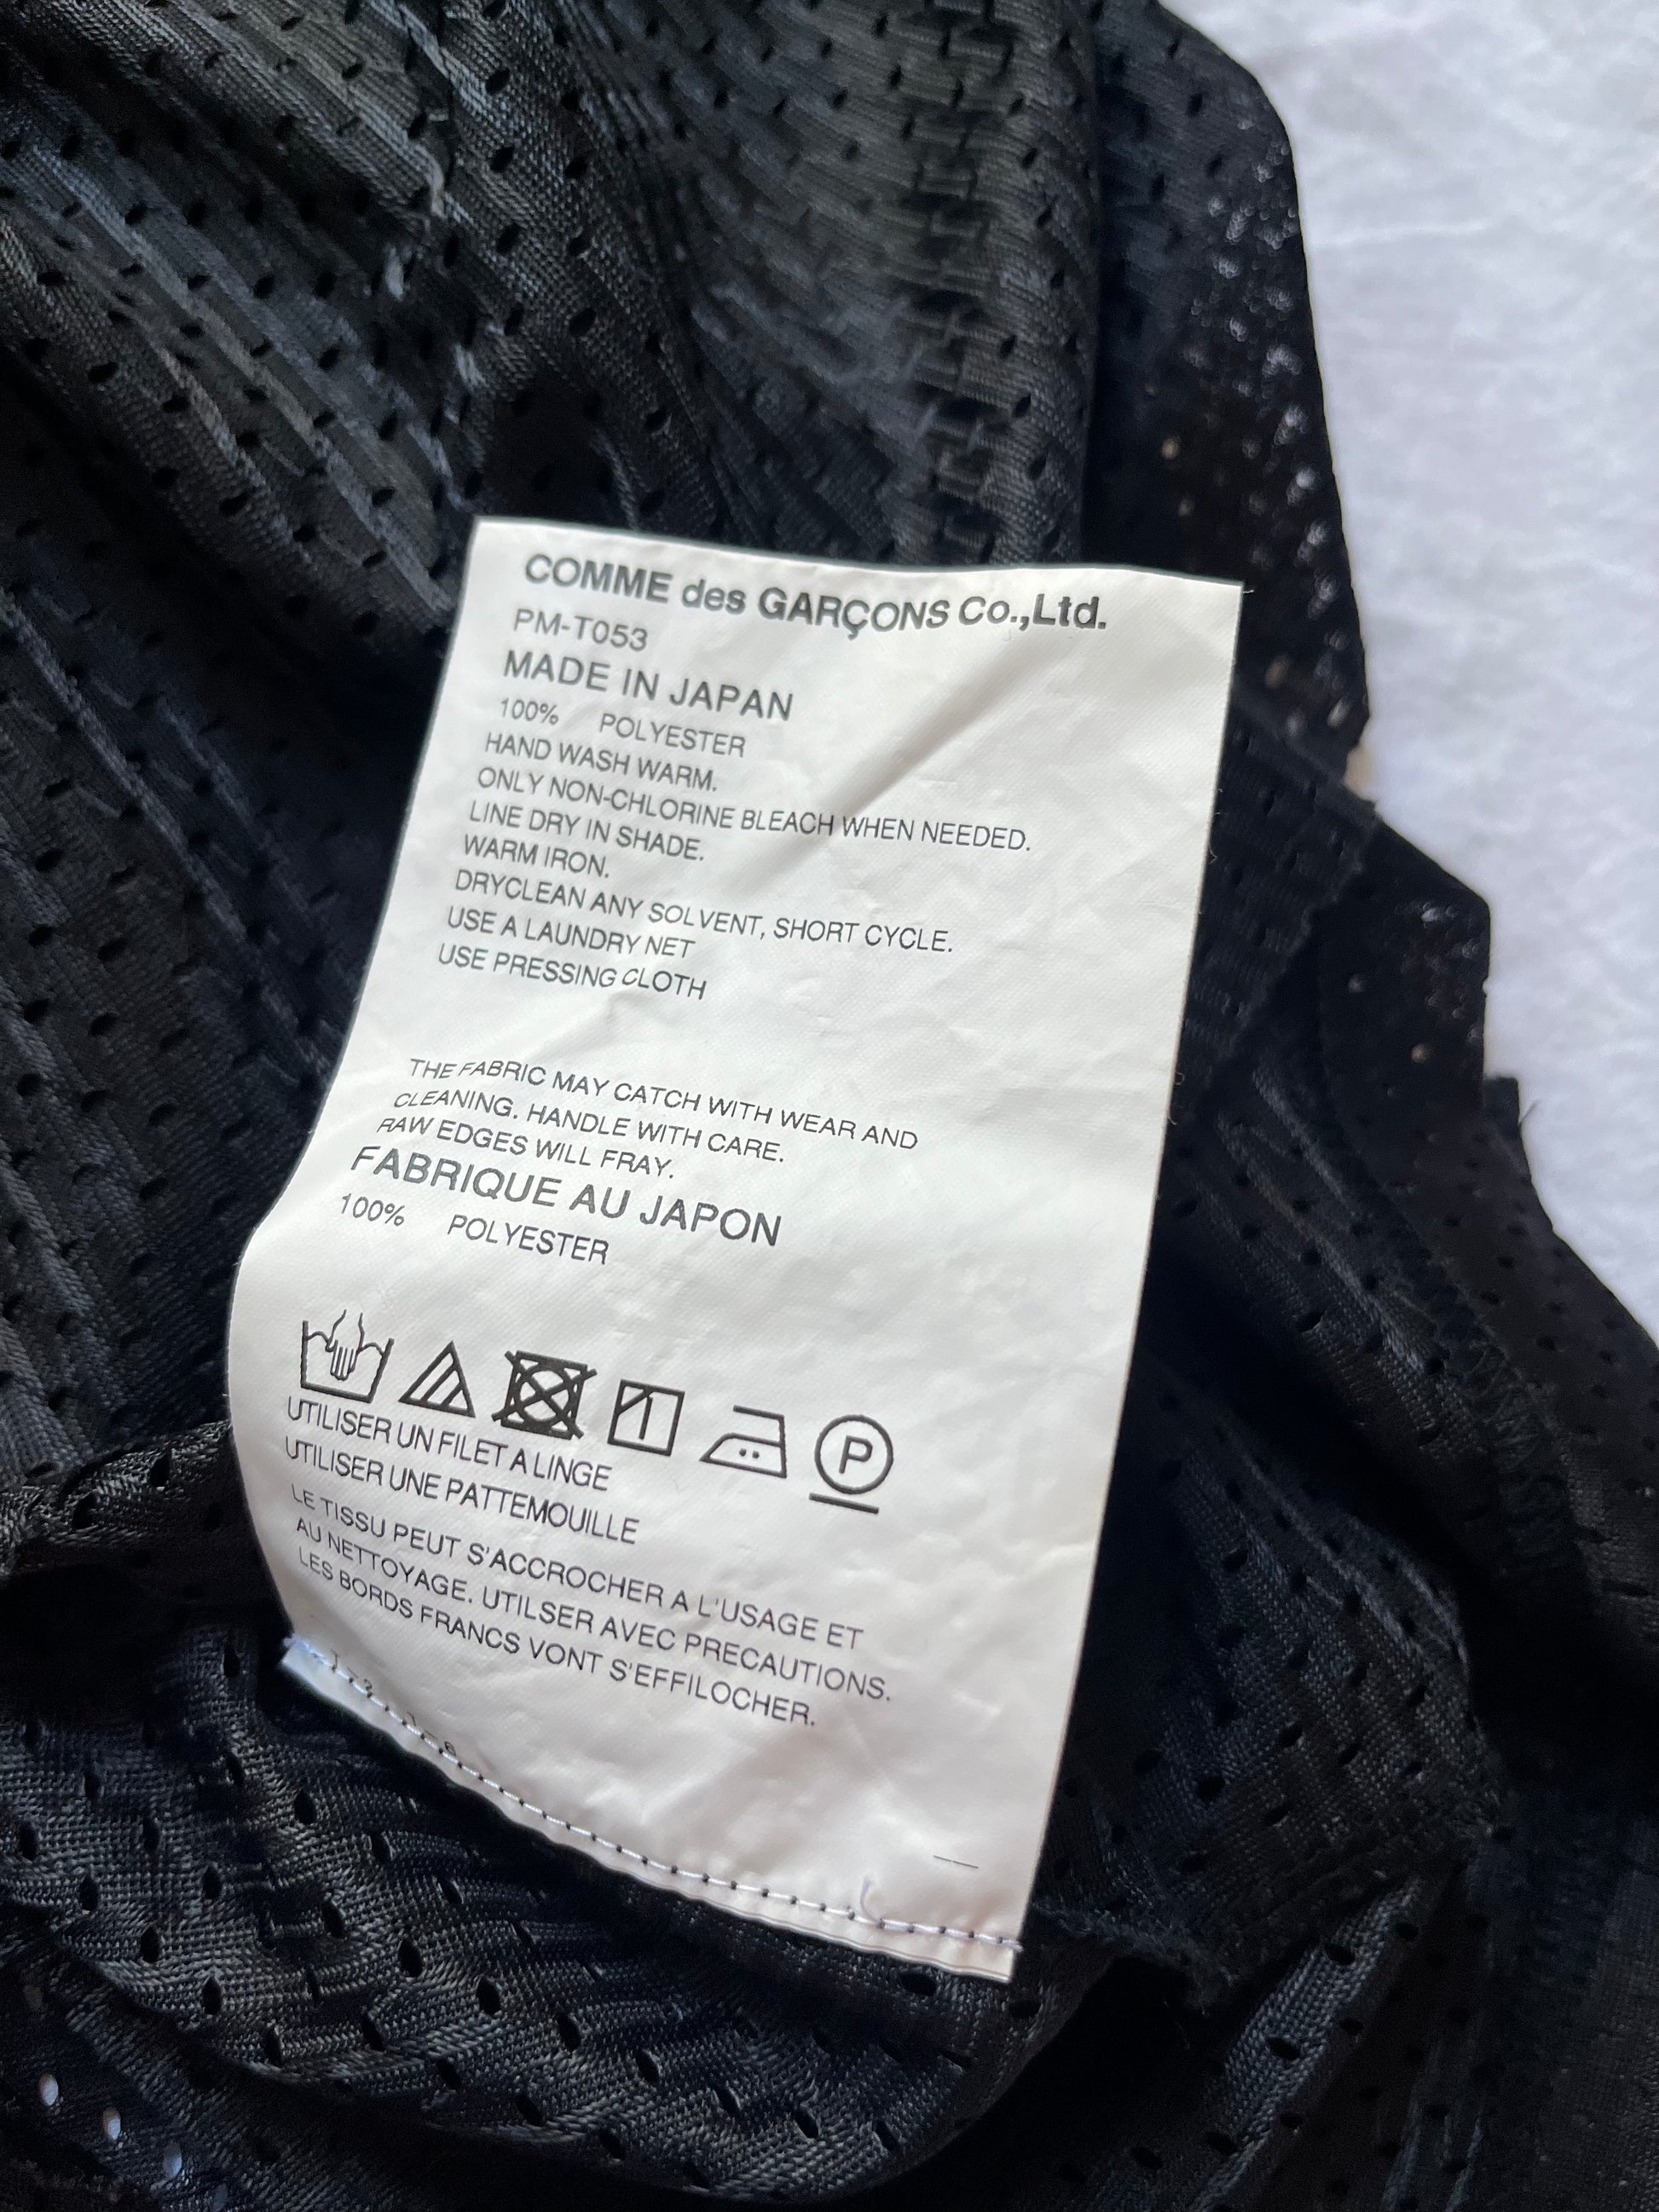 COMME des GARÇONS Co.,Ltd.
PM-T053
MADE IN JAPAN
100% POLYESTER
HAND WASH WARM.
ONLY NON-CHLORINE BLEACH WHEN NEEDED.
LINE DRY IN SHADE.
WARM IRON.
DRYCLEAN ANY SOLVENT, SHORT CYCLE.
USE A LAUNDRY NET
USE PRESSING CLOTH
THE FABRIC MAY CATCH WITH WEAR AND
CLEANING. HANDLE WITH CARE.
RAW EDGES WILL FRAY.
FABRIQUE AU JAPON
100% POLYESTER
P
UTILISER UN FILET A LINGE
UTILISER UNE PATTEMOUILLE
LE TISSU PEUT S'ACCROCHER A L'USAGE ET
AU NETTOYAGE. UTILSER AVEC PRECAUTIONS.
LES BORDS FRANCS VONT S'EFFILOCHER.